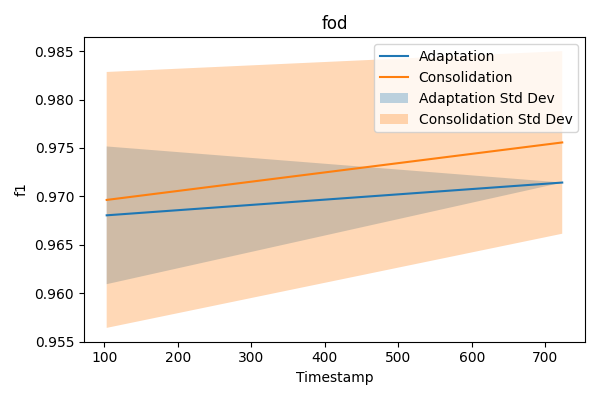 fod
Adaptation
Consolidation
Adaptation Std Dev
Consolidation Std Dev
f1
0.985
0.980
0.975
0.970
0.965
0.960
0.955
100 200 300 400 500 600 700
Timestamp